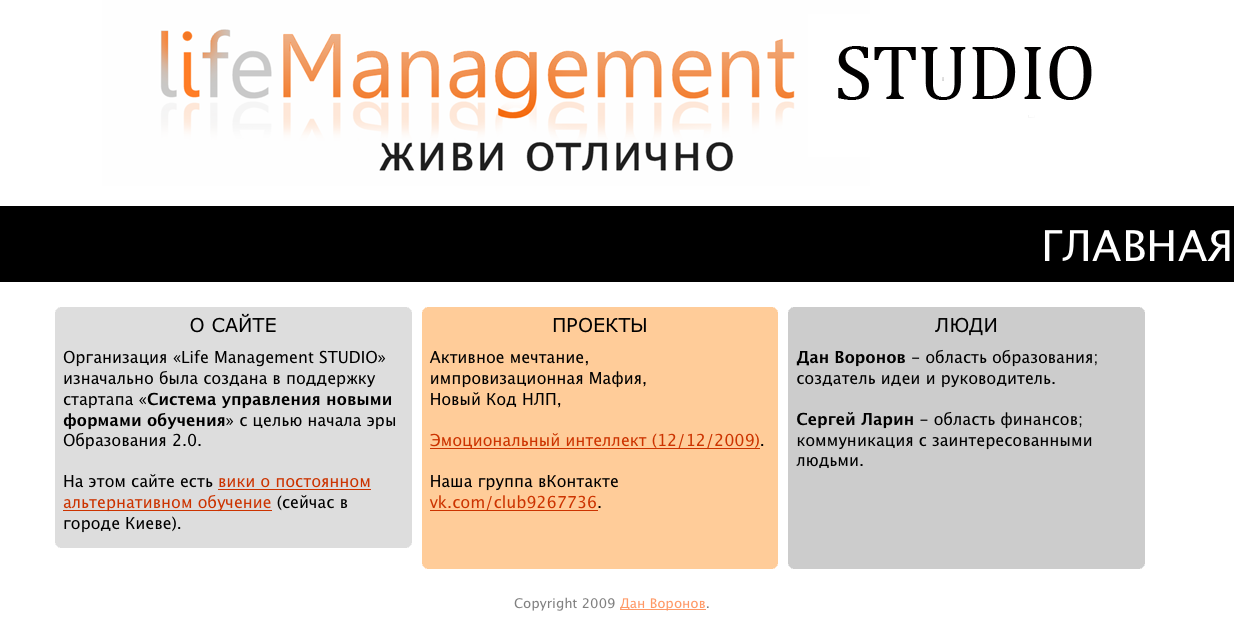 lifeManagement STUDIO
живи отлично
ГЛАВНАЯ
О САЙТЕ
Организация «Life Management STUDIO»
изначально была создана в поддержку
стартапа «Система управления новыми
формами обучения» с целью начала эры
Образования 2.0.
На этом сайте есть вики о постоянном
альтернативном обучение (сейчас в
городе Киеве).
ПРОЕКТЫ
Активное мечтание,
импровизационная Мафия,
Новый Код НЛП,
Эмоциональный интеллект (12/12/2009).
Наша группа вКонтакте
vk.com/club9267736.
ЛЮДИ
Дан Воронов – область образования;
создатель идеи и руководитель.
Сергей Ларин – область финансов;
коммуникация с заинтересованными
людьми.
Copyright 2009 Дан Воронов.